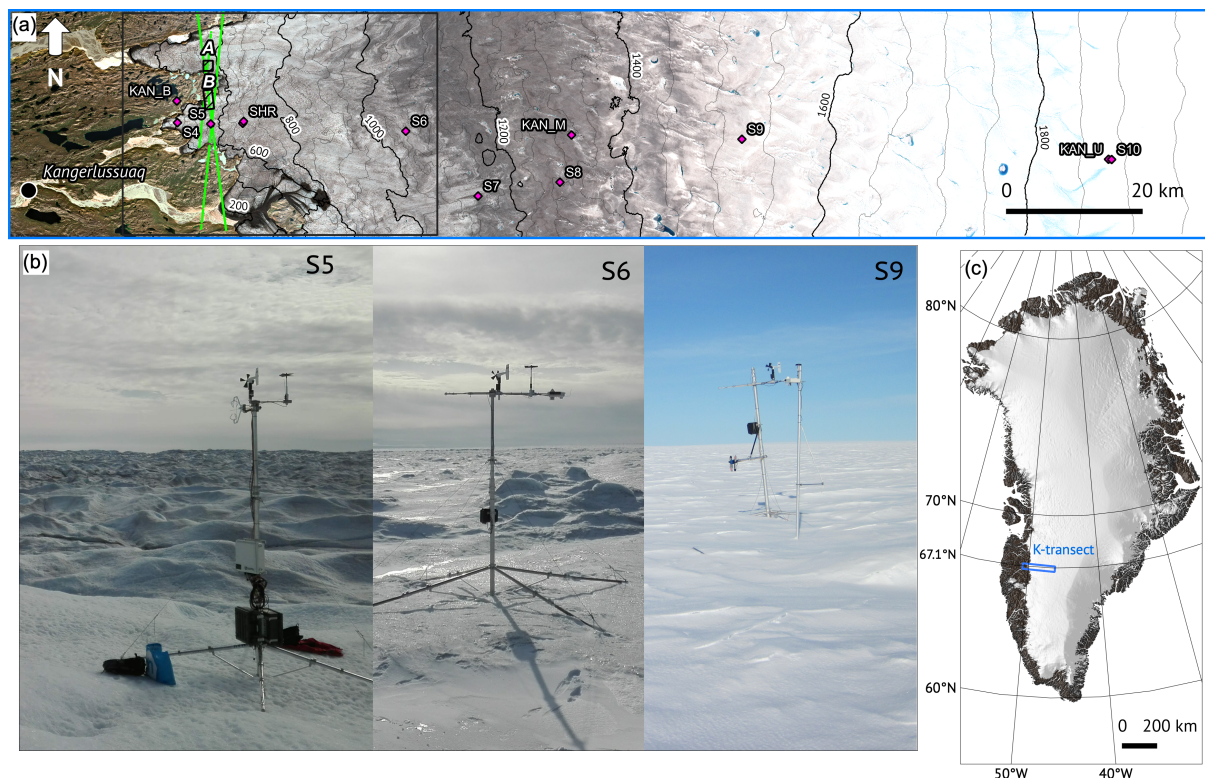 (a)
N
A
B
KAN_B
S5
S4
SHR
Kangerlussuaq
200
600
800
1000
S6
1200
S7
KAN_M
S8
1400
S9
1600
1800
KAN_U
S10
0 20 km
(b)
S5
S6
S9
(c)
80°N
70°N
67.1°N
K-transect
60°N
0 200 km
50°W 40°W